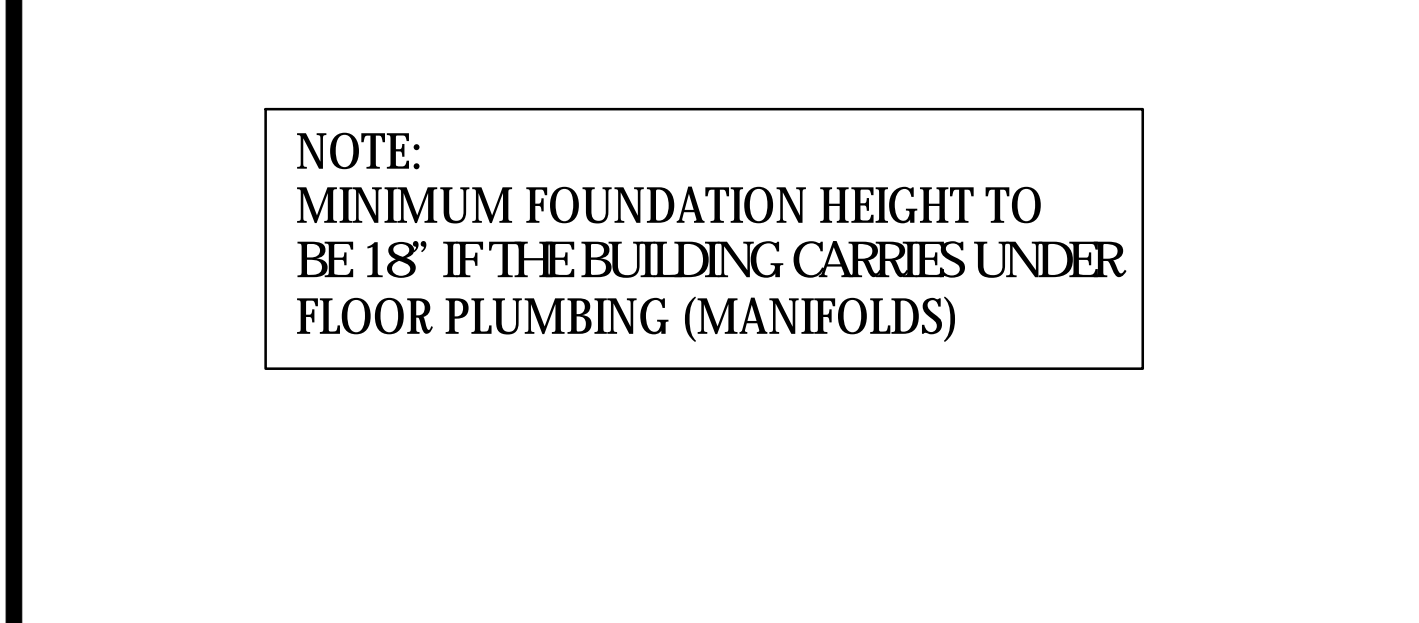 NOTE:
MINIMUM FOUNDATION HEIGHT TO
BE 18” IF THE BUILDING CARRIES UNDER
FLOOR PLUMBING (MANIFOLDS)